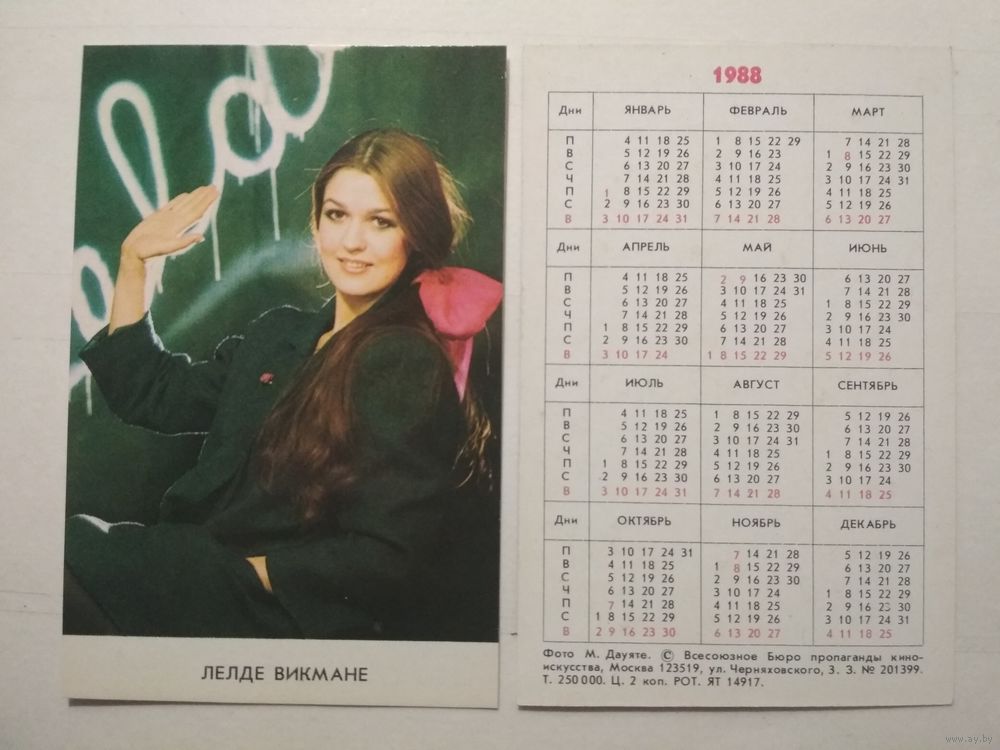 ld
ЛЕЛДЕ ВИКМАНЕ
1988
Дни ЯНВАРЬ ФЕВРАЛЬ МАРТ
П 4 11 18 25 1 8 15 22 29 7 14 21 28
В 5 12 19 26 2 9 16 23 1 8 15 22 29
С 6 13 20 27 3 10 17 24 2 9 16 23 30
Ч 7 14 21 28 4 11 18 25 3 10 17 24 31
П 1 8 15 22 29 5 12 19 26 4 11 18 25
С 2 9 16 23 30 6 13 20 27 5 12 19 26
В 3 10 17 24 31 7 14 21 28 6 13 20 27
Дни АПРЕЛЬ МАЙ ИЮНЬ
П 4 11 18 25 2 9 16 23 30 6 13 20 27
В 5 12 19 26 3 10 17 24 31 7 14 21 28
С 6 13 20 27 4 11 18 25 1 8 15 22 29
Ч 7 14 21 28 5 12 19 26 2 9 16 23 30
П 1 8 15 22 29 6 13 20 27 3 10 17 24
С 2 9 16 23 30 7 14 21 28 4 11 18 25
В 3 10 17 24 1 8 15 22 29 5 12 19 26
Дни ИЮЛЬ АВГУСТ СЕНТЯБРЬ
П 4 11 18 25 1 8 15 22 29 5 12 19 26
В 5 12 19 26 2 9 16 23 30 6 13 20 27
С 6 13 20 27 3 10 17 24 31 7 14 21 28
Ч 7 14 21 28 4 11 18 25 1 8 15 22 29
П 1 8 15 22 29 5 12 19 26 2 9 16 23 30
С 2 9 16 23 30 6 13 20 27 3 10 17 24
В 3 10 17 24 31 7 14 21 28 4 11 18 25
Дни ОКТЯБРЬ НОЯБРЬ ДЕКАБРЬ
П 3 10 17 24 31 7 14 21 28 5 12 19 26
В 4 11 18 25 1 8 15 22 29 6 13 20 27
С 5 12 19 26 2 9 16 23 30 7 14 21 28
Ч 6 13 20 27 3 10 17 24 1 8 15 22 29
П 7 14 21 28 4 11 18 25 2 9 16 23 30
С 1 8 15 22 29 5 12 19 26 3 10 17 24 31
В 2 9 16 23 30 6 13 20 27 4 11 18 25
Фото М. Дауяте. © Всесоюзное Бюро пропаганды кино-
искусства, Москва 123519, ул. Черняховского, 3. З. № 201399.
Т. 250 000. Ц. 2 коп. РОТ. ЯТ 14917.
www.ay.by